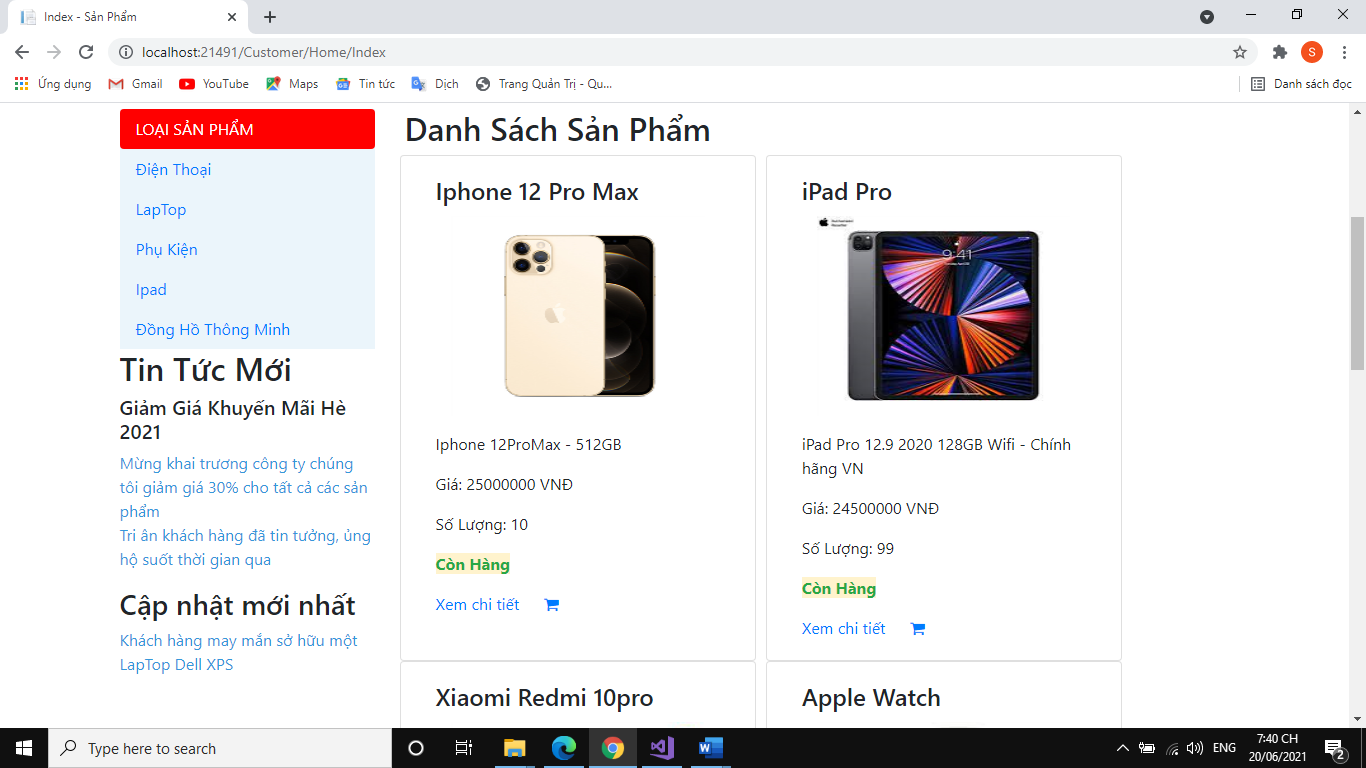 Index - Sản Phẩm
localhost:21491/Customer/Home/Index
Ứng dụng
Gmail
YouTube
Maps
Tin tức
Dịch
Trang Quản Trị - Qu...
Danh sách đọc
S
LOẠI SẢN PHẨM
Điện Thoại
LapTop
Phụ Kiện
Ipad
Đồng Hồ Thông Minh
Tin Tức Mới
Giảm Giá Khuyến Mãi Hè
2021
Mừng khai trương công ty chúng
tôi giảm giá 30% cho tất cả các sản
phẩm
Tri ân khách hàng đã tin tưởng, ủng
hộ suốt thời gian qua
Cập nhật mới nhất
Khách hàng may mắn sở hữu một
LapTop Dell XPS
Danh Sách Sản Phẩm
Iphone 12 Pro Max
Iphone 12ProMax - 512GB
Giá: 25000000 VNĐ
Số Lượng: 10
Còn Hàng
Xem chi tiết
iPad Pro
9:41
iPad Pro 12.9 2020 128GB Wifi - Chính
hãng VN
Giá: 24500000 VNĐ
Số Lượng: 99
Còn Hàng
Xem chi tiết
Xiaomi Redmi 10pro
Apple Watch
Type here to search
ENG
7:40 CH
20/06/2021
2